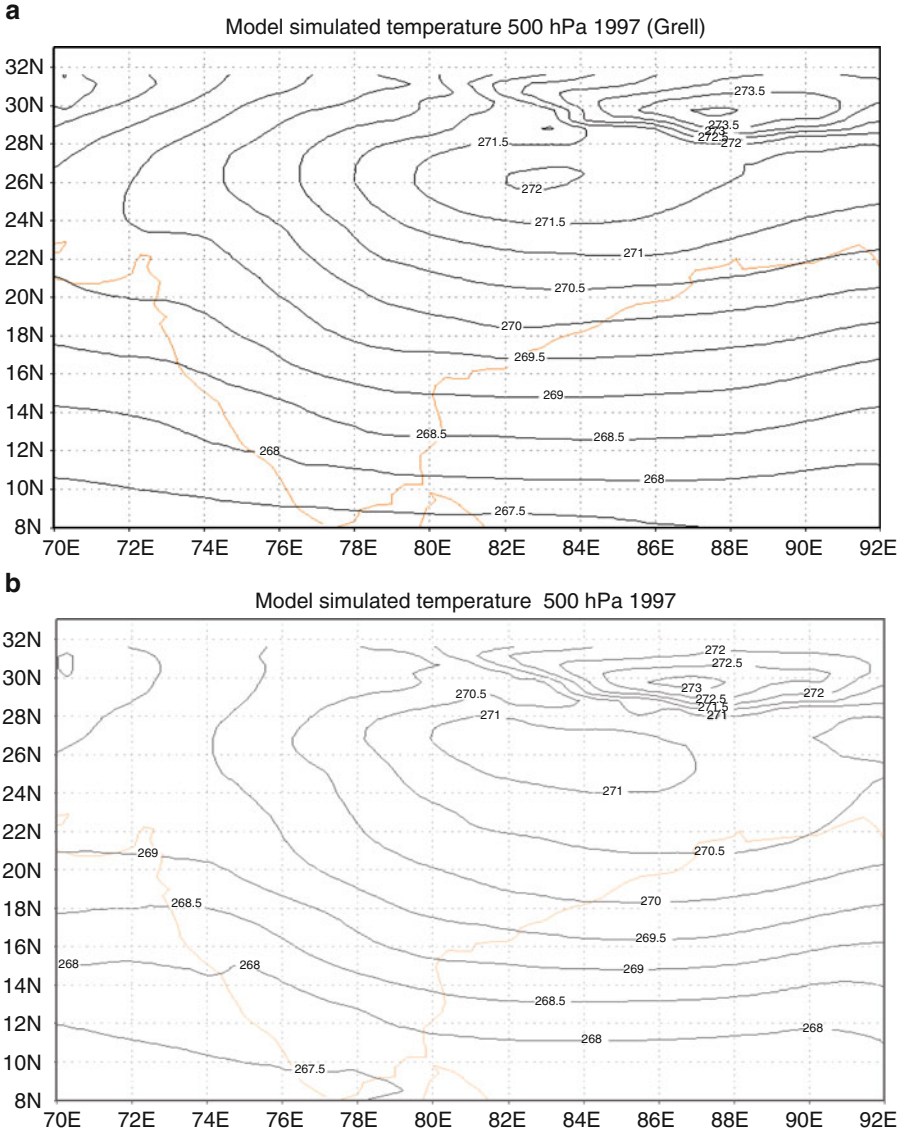 a
Model simulated temperature 500 hPa 1997 (Grell)
32N
30N
28N
26N
24N
22N
20N
18N
16N
14N
12N
10N
8N
273.5
273.5
273
272.5
272
271.5
272
271.5
271
270.5
270
269.5
269
268.5
268.5
268
268
267.5
70E 72E 74E 76E 78E 80E 82E 84E 86E 88E 90E 92E
b
Model simulated temperature 500 hPa 1997
32N
30N
28N
26N
24N
22N
20N
18N
16N
14N
12N
10N
8N
272
272.5
273
272
272.5
271.5
271
270.5
271
271
270.5
269
270
268.5
269.5
268
268
269
268.5
268
268
267.5
70E 72E 74E 76E 78E 80E 82E 84E 86E 88E 90E 92E